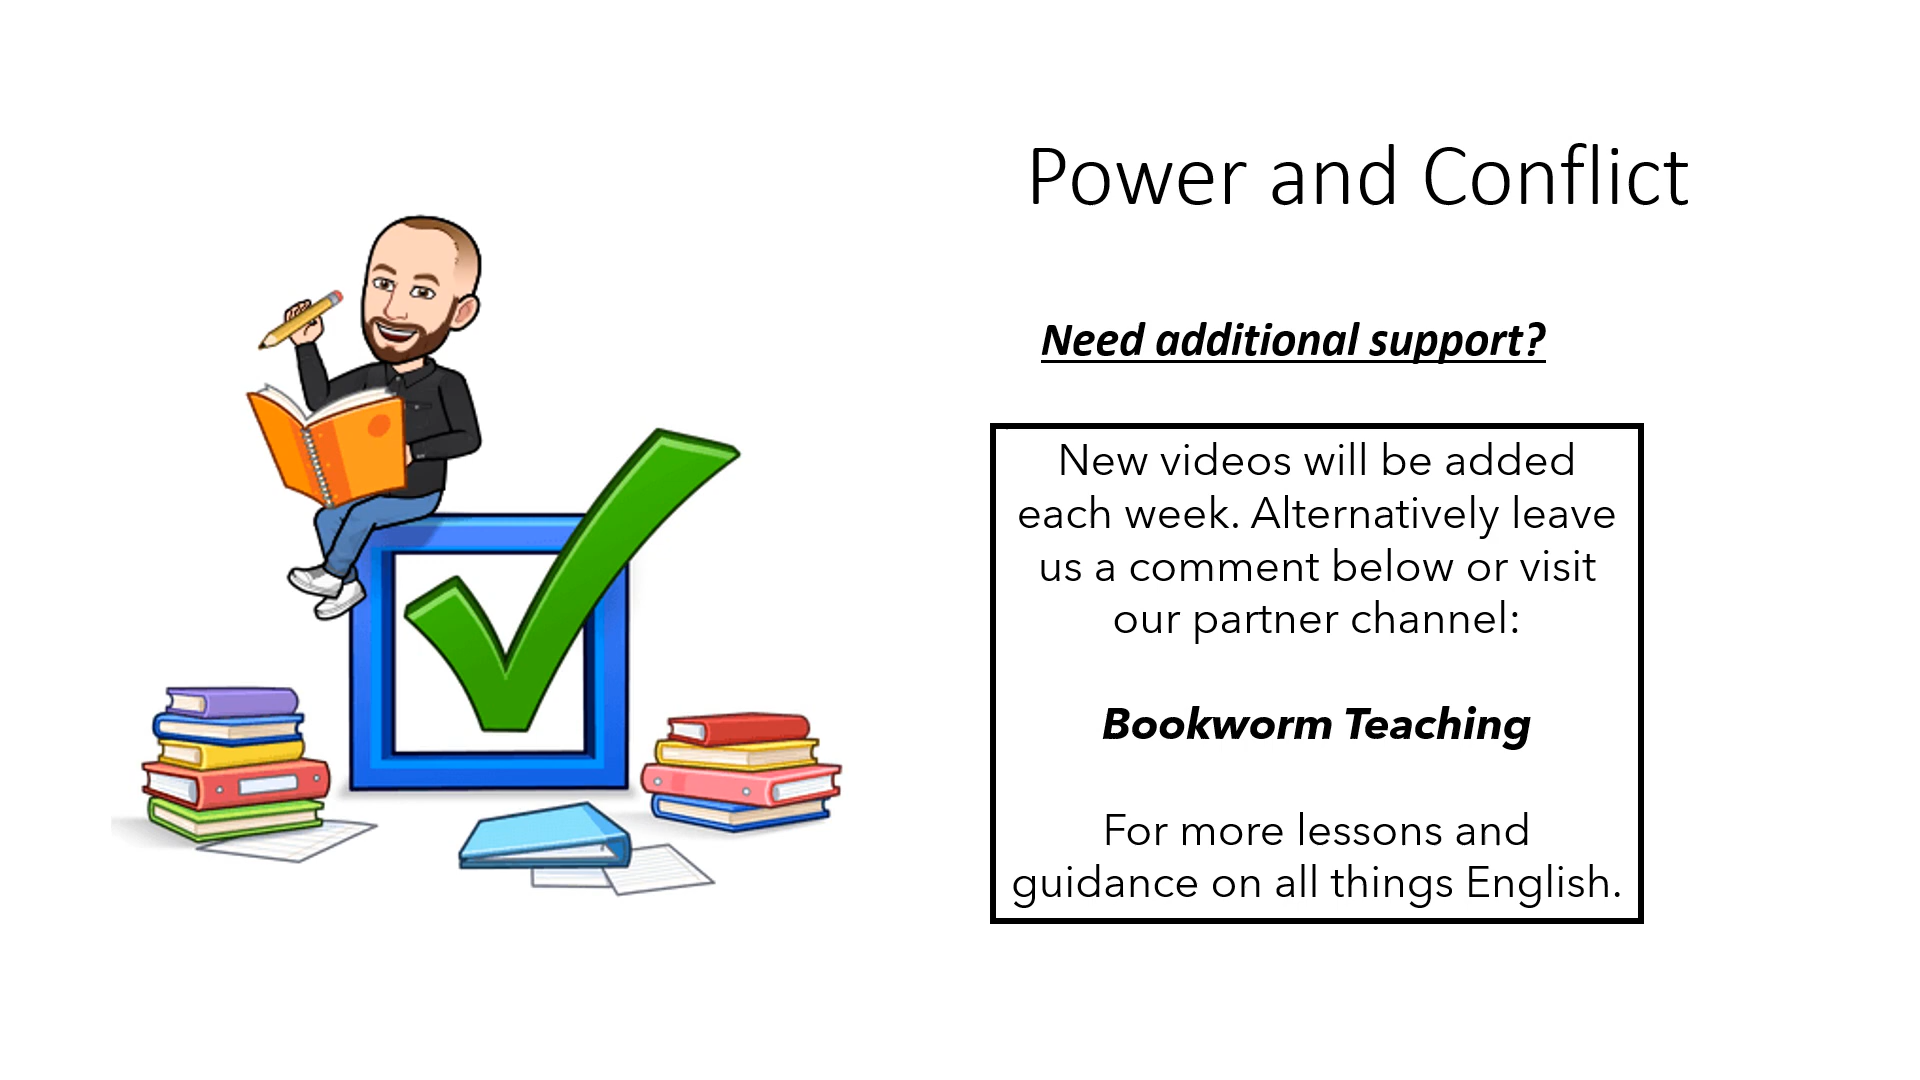 Power and Conflict
Need additional support?
New videos will be added
each week. Alternatively leave
us a comment below or visit
our partner channel:
Bookworm Teaching
For more lessons and
guidance on all things English.